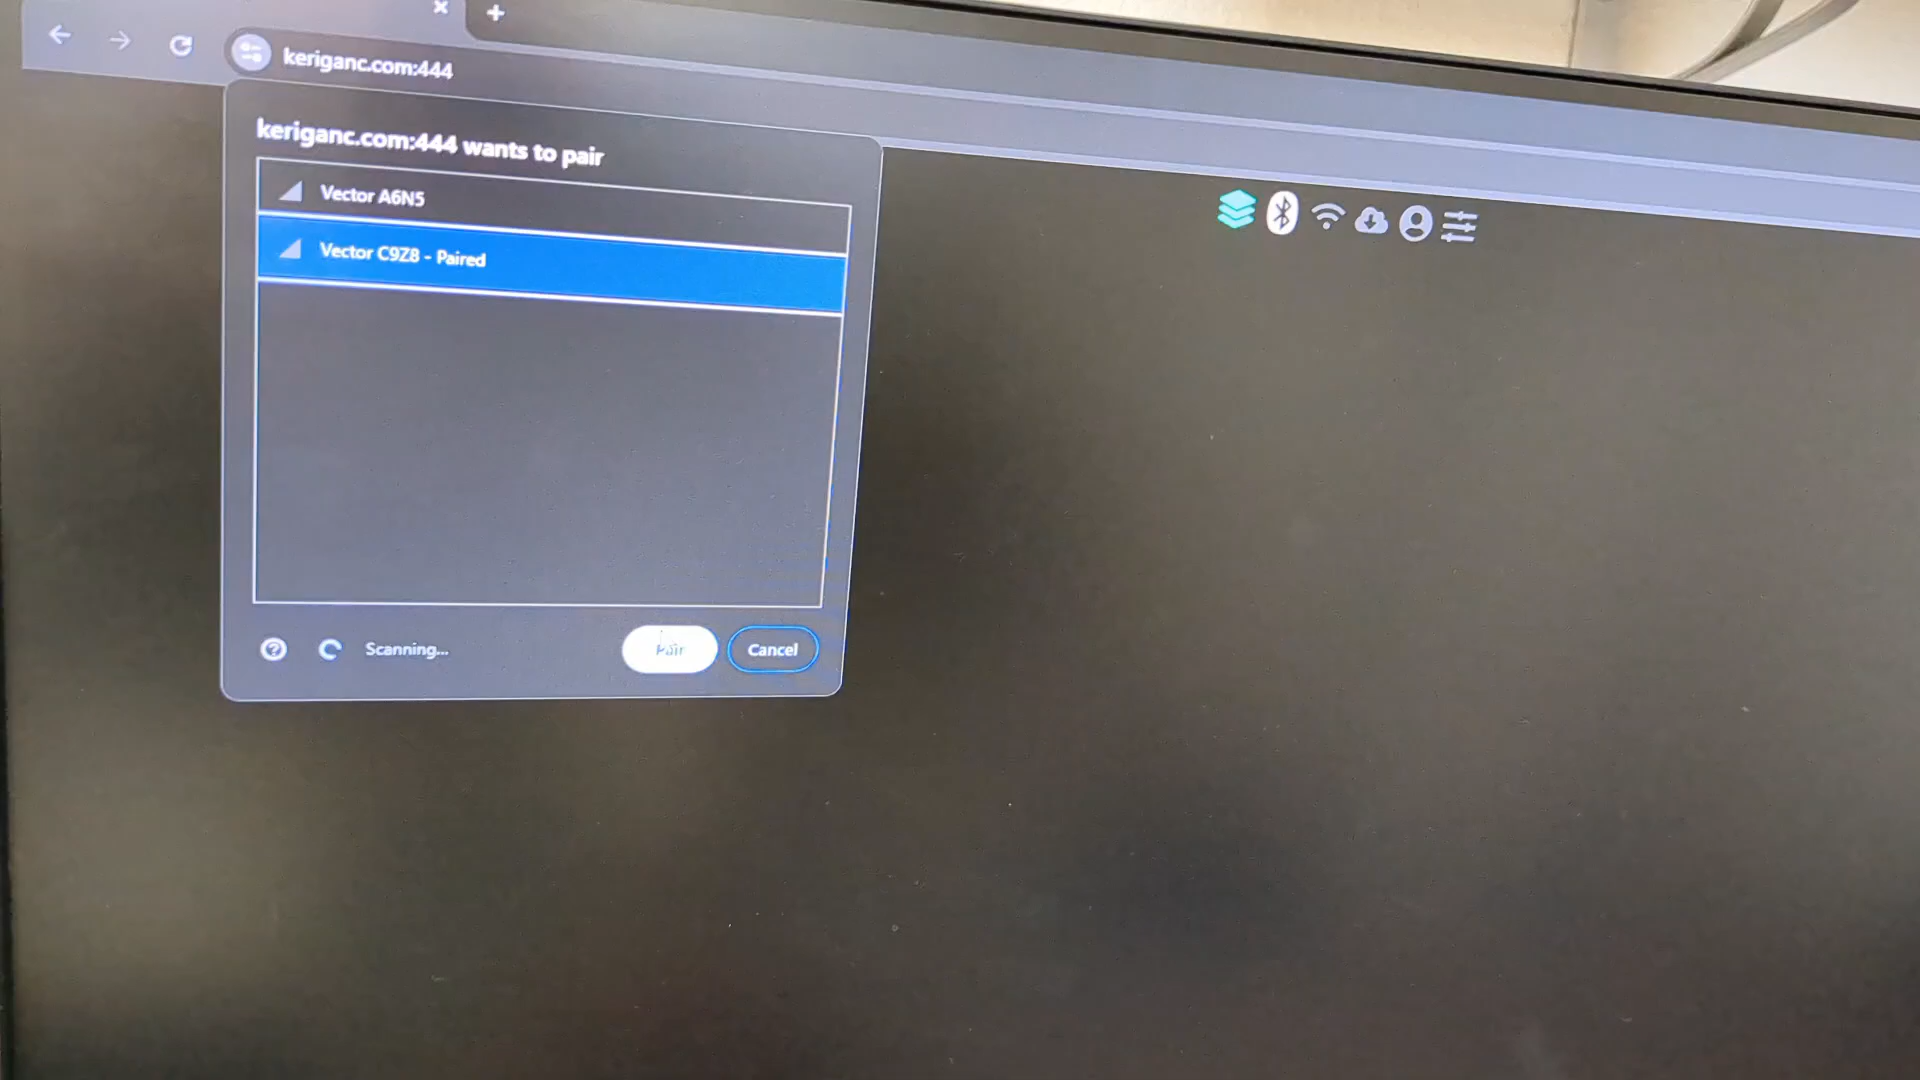 keriganc.com:444
keriganc.com:444 wants to pair
Vector A6N5
Vector C9Z8 - Paired
Scanning...
Pair
Cancel